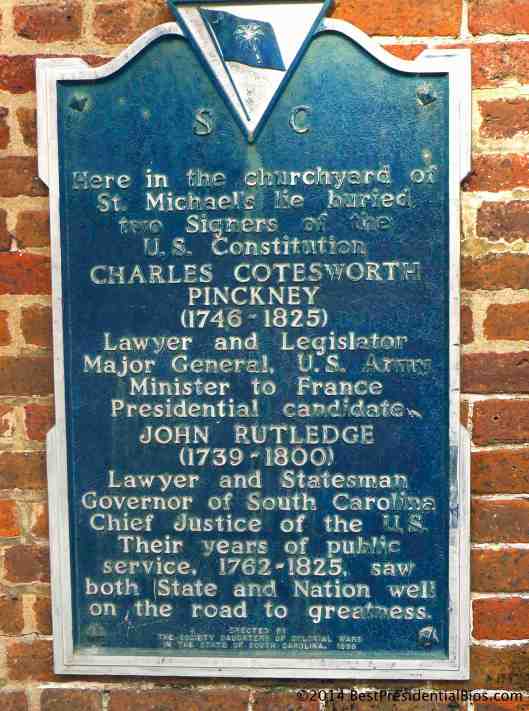 S C
Here in the churchyard of
St. Michael's lie buried
two Signers of the
U.S. Constitution
CHARLES COTESWORTH
PINCKNEY
(1746-1825)
Lawyer and Legislator
Major General, U.S. Army
Minister to France
Presidential candidate
JOHN RUTLEDGE
(1739-1800)
Lawyer and Statesman
Governor of South Carolina
Chief Justice of the U.S.
Their years of public
service, 1762-1825, saw
both State and Nation well
on the road to greatness.
ERECTED BY
THE SOCIETY DAUGHTERS OF COLONIAL WARS
IN THE STATE OF SOUTH CAROLINA,
©2014 BestPresidentialBios.com